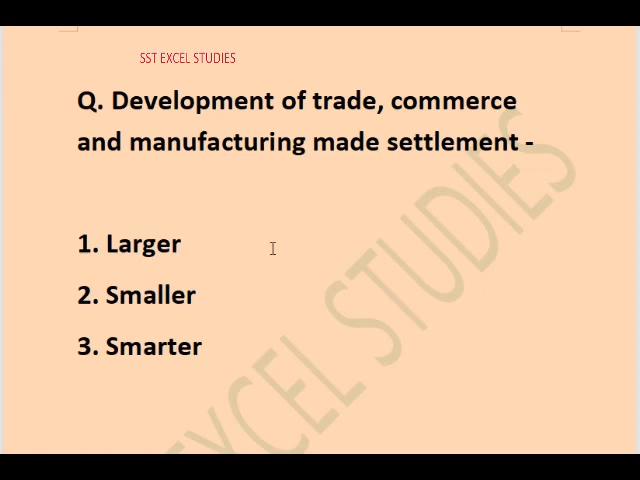 SST EXCEL STUDIES
Q. Development of trade, commerce
and manufacturing made settlement -
1. Larger
2. Smaller
3. Smarter
EXCEL STUDIES